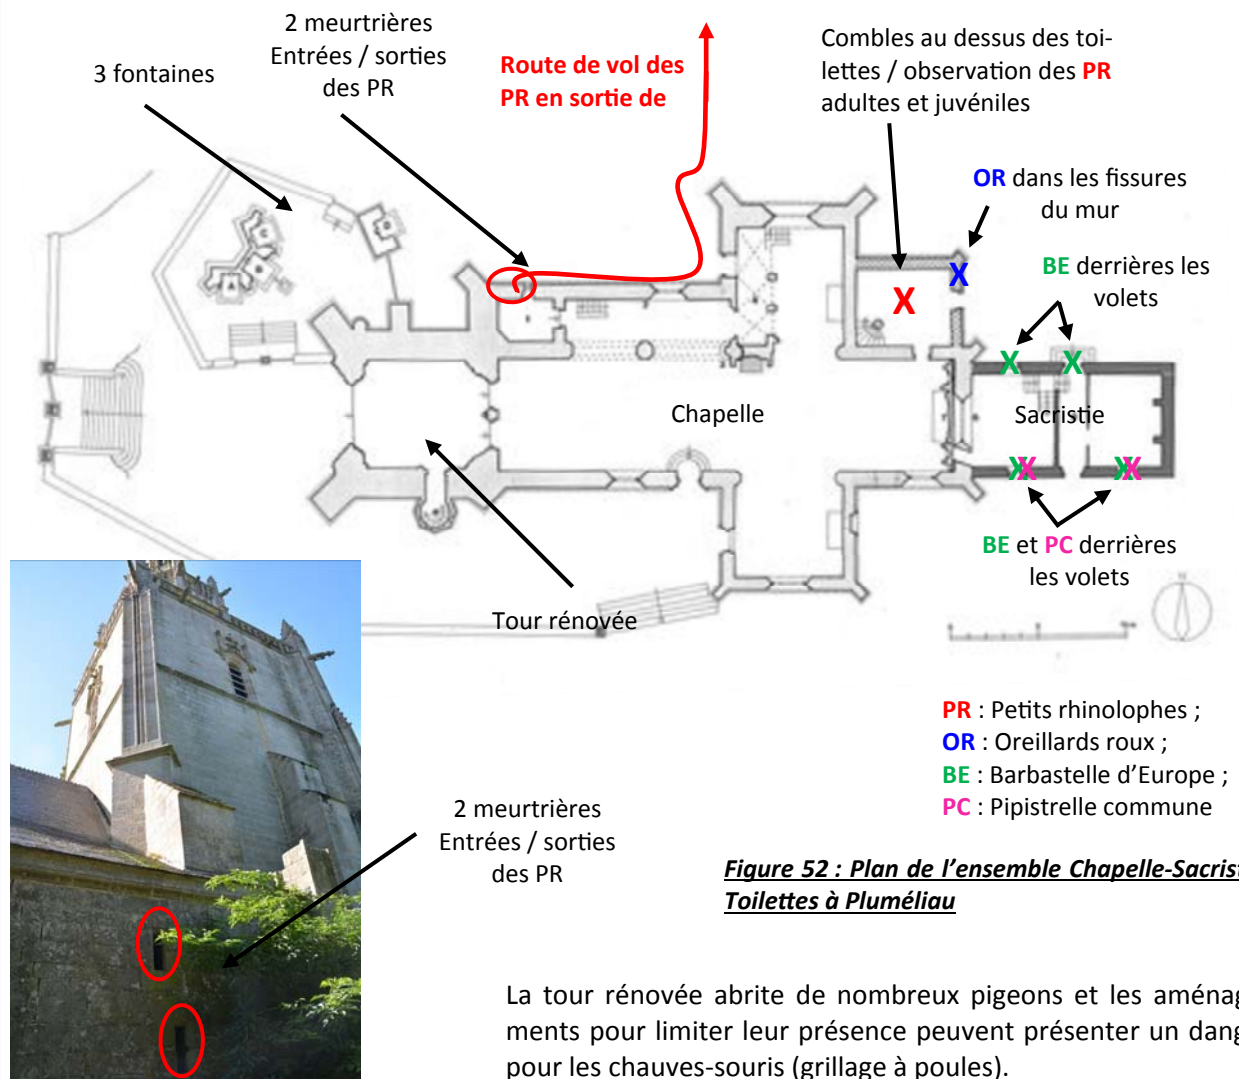 3 fontaines
2 meurtrières
Entrées / sorties
des PR
Route de vol des
PR en sortie de
Combles au dessus des toi-
lettes / observation des PR
adultes et juvéniles
OR dans les fissures
du mur
BE derrières les
volets
X
X
X X
Chapelle
Sacristie
X X
X X
BE et PC derrières
les volets
Tour rénovée
PR : Petits rhinolophes ;
OR : Oreillards roux ;
BE : Barbastelle d’Europe ;
PC : Pipistrelle commune
2 meurtrières
Entrées / sorties
des PR
Figure 52 : Plan de l’ensemble Chapelle-Sacrist
Toilettes à Pluméliau
La tour rénovée abrite de nombreux pigeons et les aménag
ments pour limiter leur présence peuvent présenter un dang
pour les chauves-souris (grillage à poules).